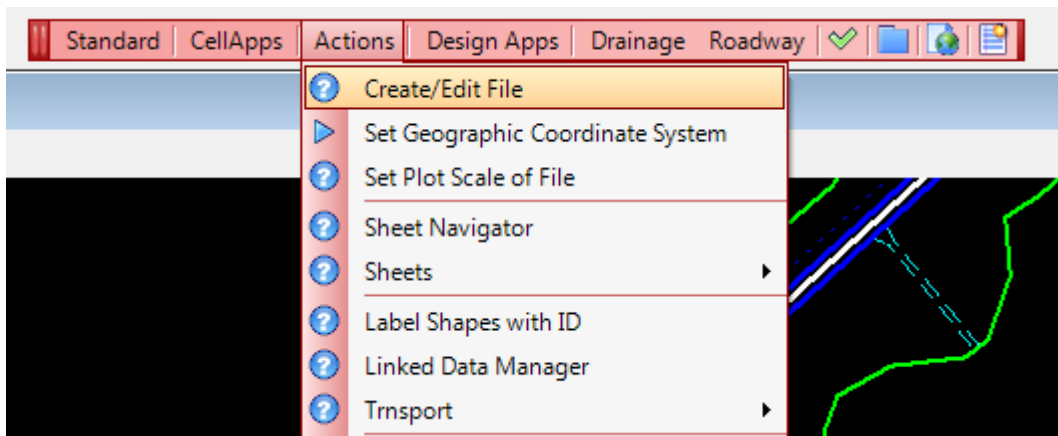 Standard CellApps Actions Design Apps Drainage Roadway
Create/Edit File
Set Geographic Coordinate System
Set Plot Scale of File
Sheet Navigator
Sheets
Label Shapes with ID
Linked Data Manager
Trnsport